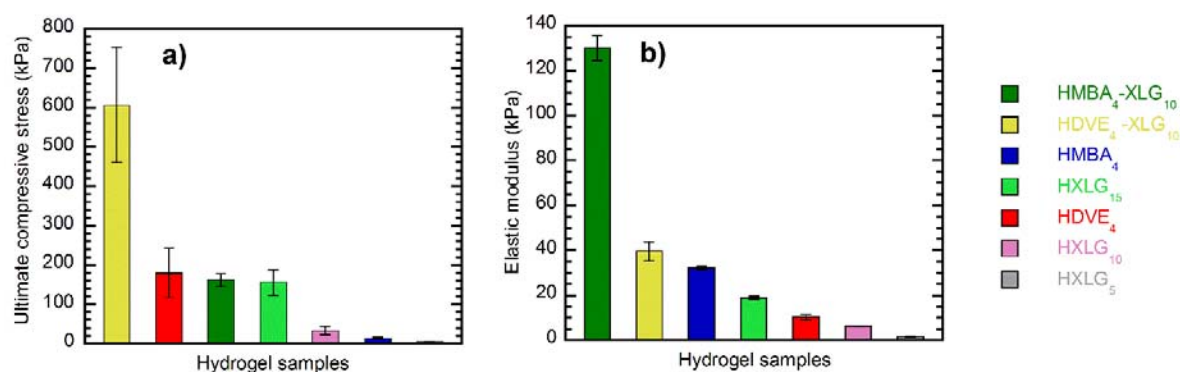 a)
Ultimate compressive stress (kPa)
800
700
600
500
400
300
200
100
0
Hydrogel samples
b)
Elastic modulus (kPa)
140
120
100
80
60
40
20
0
Hydrogel samples
HMBA₄-XLG₁₀
HDVE₄-XLG₁₀
HMBA₄
HXLG₁₅
HDVE₄
HXLG₁₀
HXLG₅